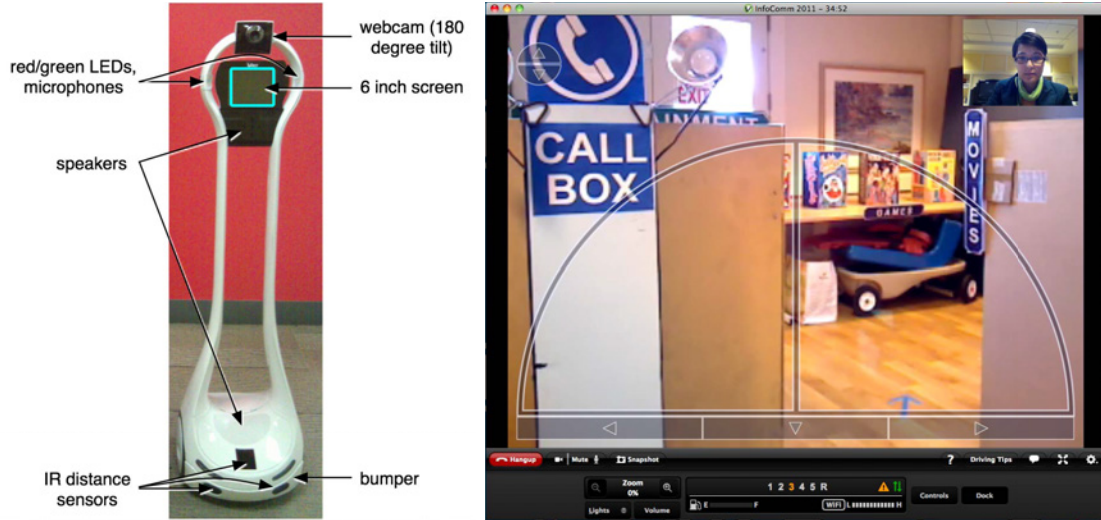 webcam (180
degree tilt)
red/green LEDs,
microphones
6 inch screen
speakers
IR distance
sensors
bumper
InfoComm 2011 - 34:52
EXIT
INMENT
CALL
BOX
MOVIES
GAMES
Hangup
Mute
Snapshot
?
Driving Tips
Zoom
0%
Lights
Volume
1 2 3 4 5 R
E
F
WIFI
L
H
Controls
Dock